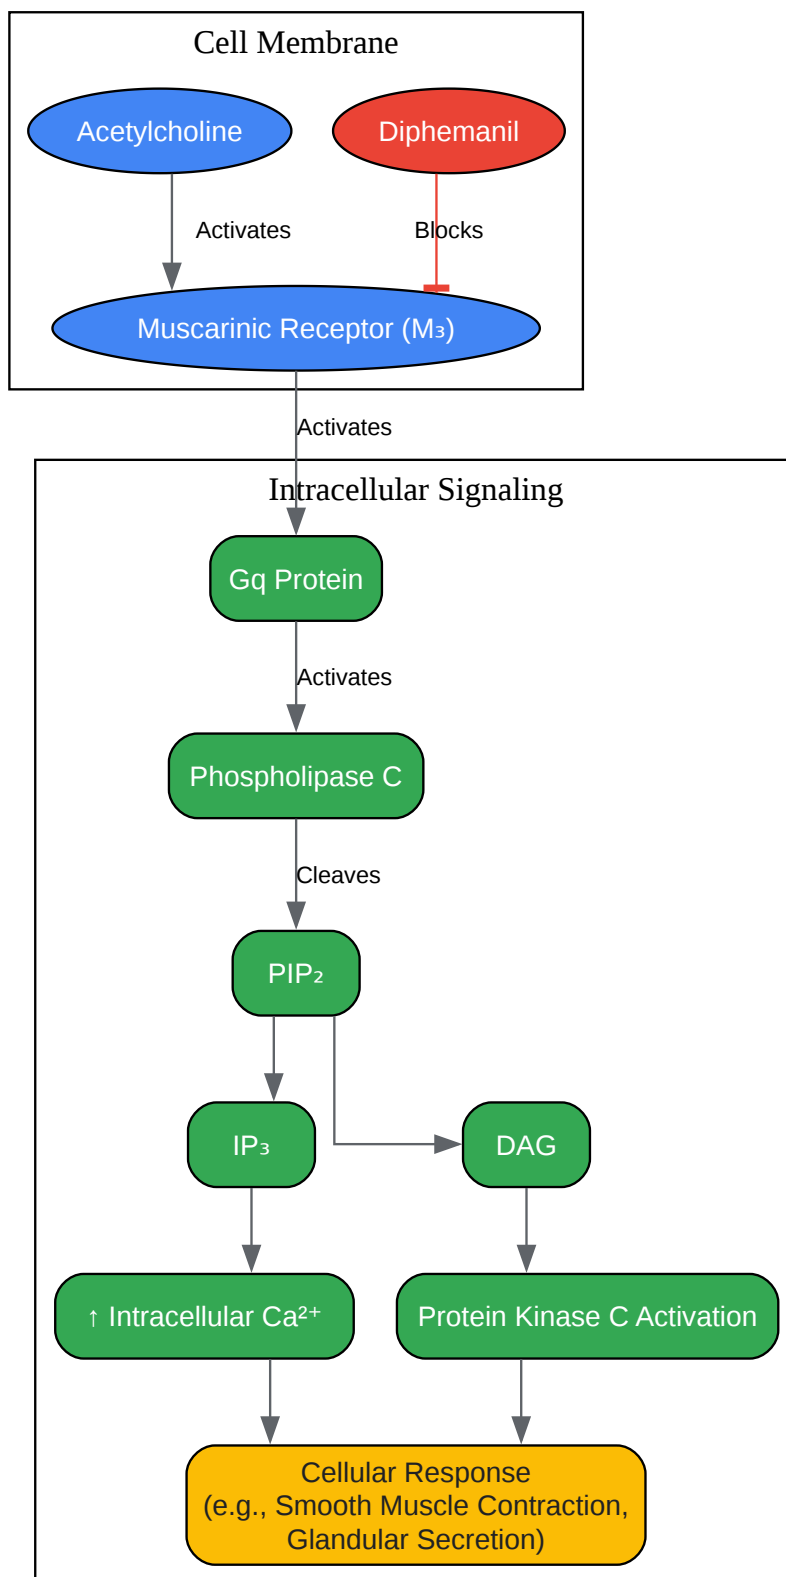 Cell Membrane
Acetylcholine
Diphemanil
Activates
Blocks
Muscarinic Receptor (M₃)
Activates
Intracellular Signaling
Gq Protein
Activates
Phospholipase C
Cleaves
PIP₂
IP₃
DAG
↑ Intracellular Ca²⁺
Protein Kinase C Activation
Cellular Response
(e.g., Smooth Muscle Contraction,
Glandular Secretion)